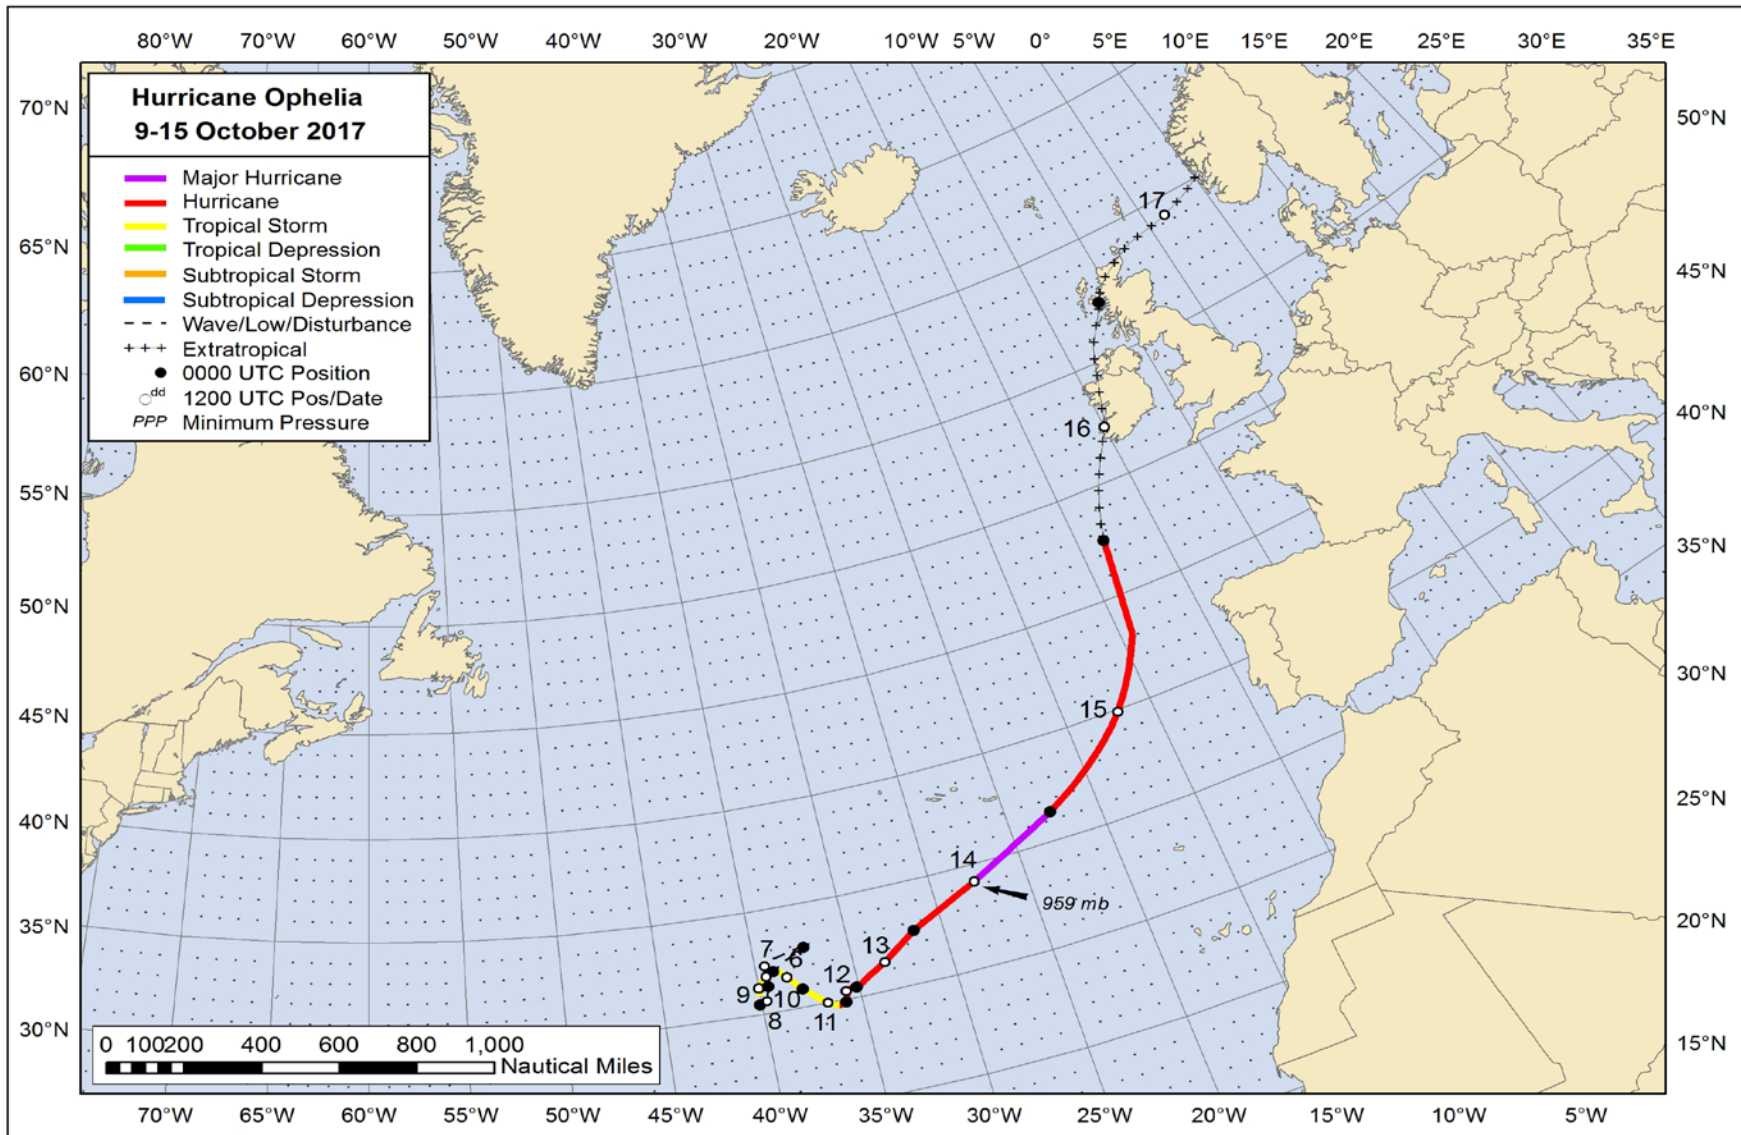 80°W 70°W 60°W 50°W 40°W 30°W 20°W 10°W 5°W 0° 5°E 10°E 15°E 20°E 25°E 30°E 35°E
Hurricane Ophelia
9-15 October 2017
Major Hurricane
Hurricane
Tropical Storm
Tropical Depression
Subtropical Storm
Subtropical Depression
Wave/Low/Disturbance
Extratropical
0000 UTC Position
dd 1200 UTC Pos/Date
PPP Minimum Pressure
70°N
65°N
60°N
55°N
50°N
45°N
40°N
35°N
30°N
50°N
45°N
40°N
35°N
30°N
25°N
20°N
15°N
17
16
15
14
959 mb
13
12
7
6
9
10
8
11
0 100 200 400 600 800 1,000
Nautical Miles
70°W 65°W 60°W 55°W 50°W 45°W 40°W 35°W 30°W 25°W 20°W 15°W 10°W 5°W